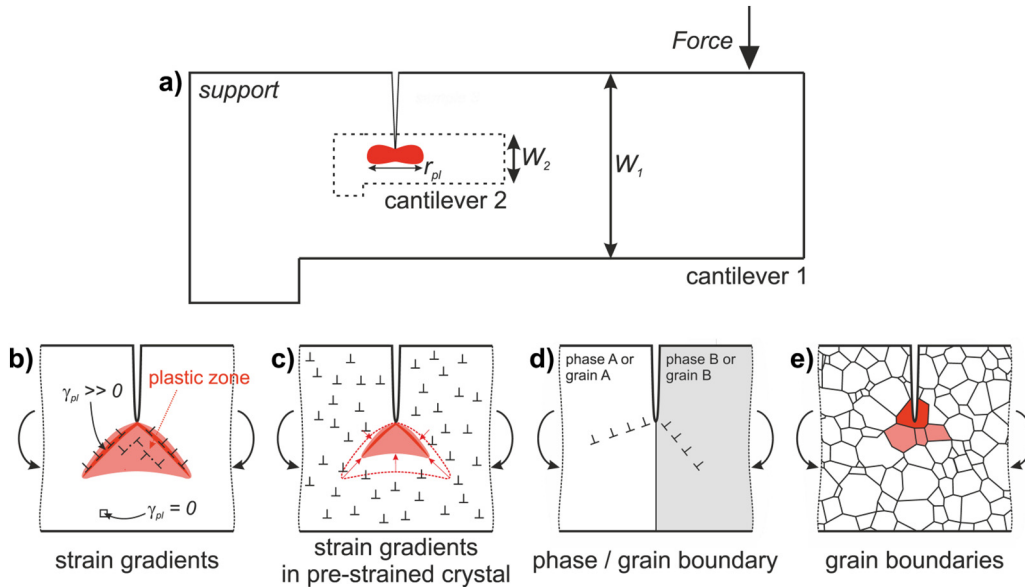 Force
a)
support
W2
W1
rpl
cantilever 2
cantilever 1
b)
γpl >> 0
plastic zone
γpl = 0
strain gradients
c)
strain gradients
in pre-strained crystal
d)
phase A or
grain A
phase B or
grain B
phase / grain boundary
e)
grain boundaries